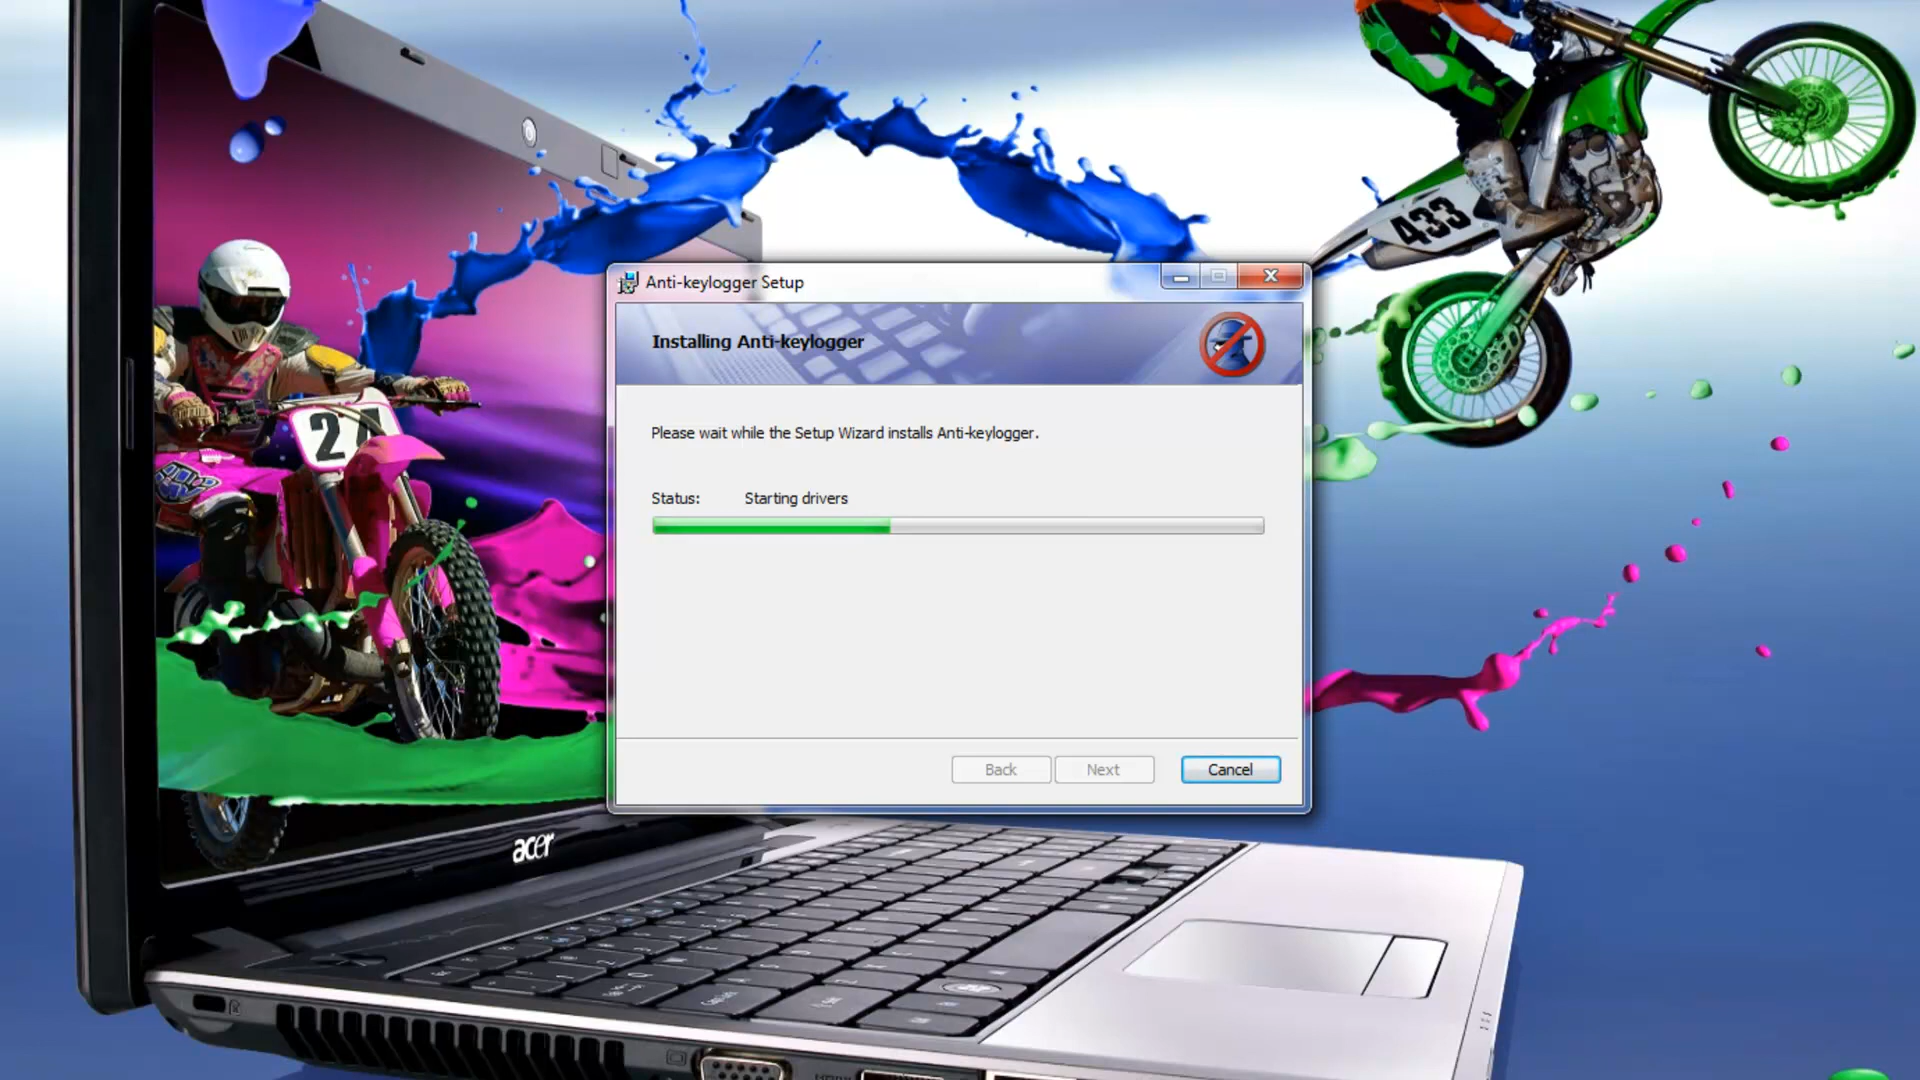 Anti-keylogger Setup
Installing Anti-keylogger
Please wait while the Setup Wizard installs Anti-keylogger.
Status: Starting drivers
Back Next Cancel
433
acer